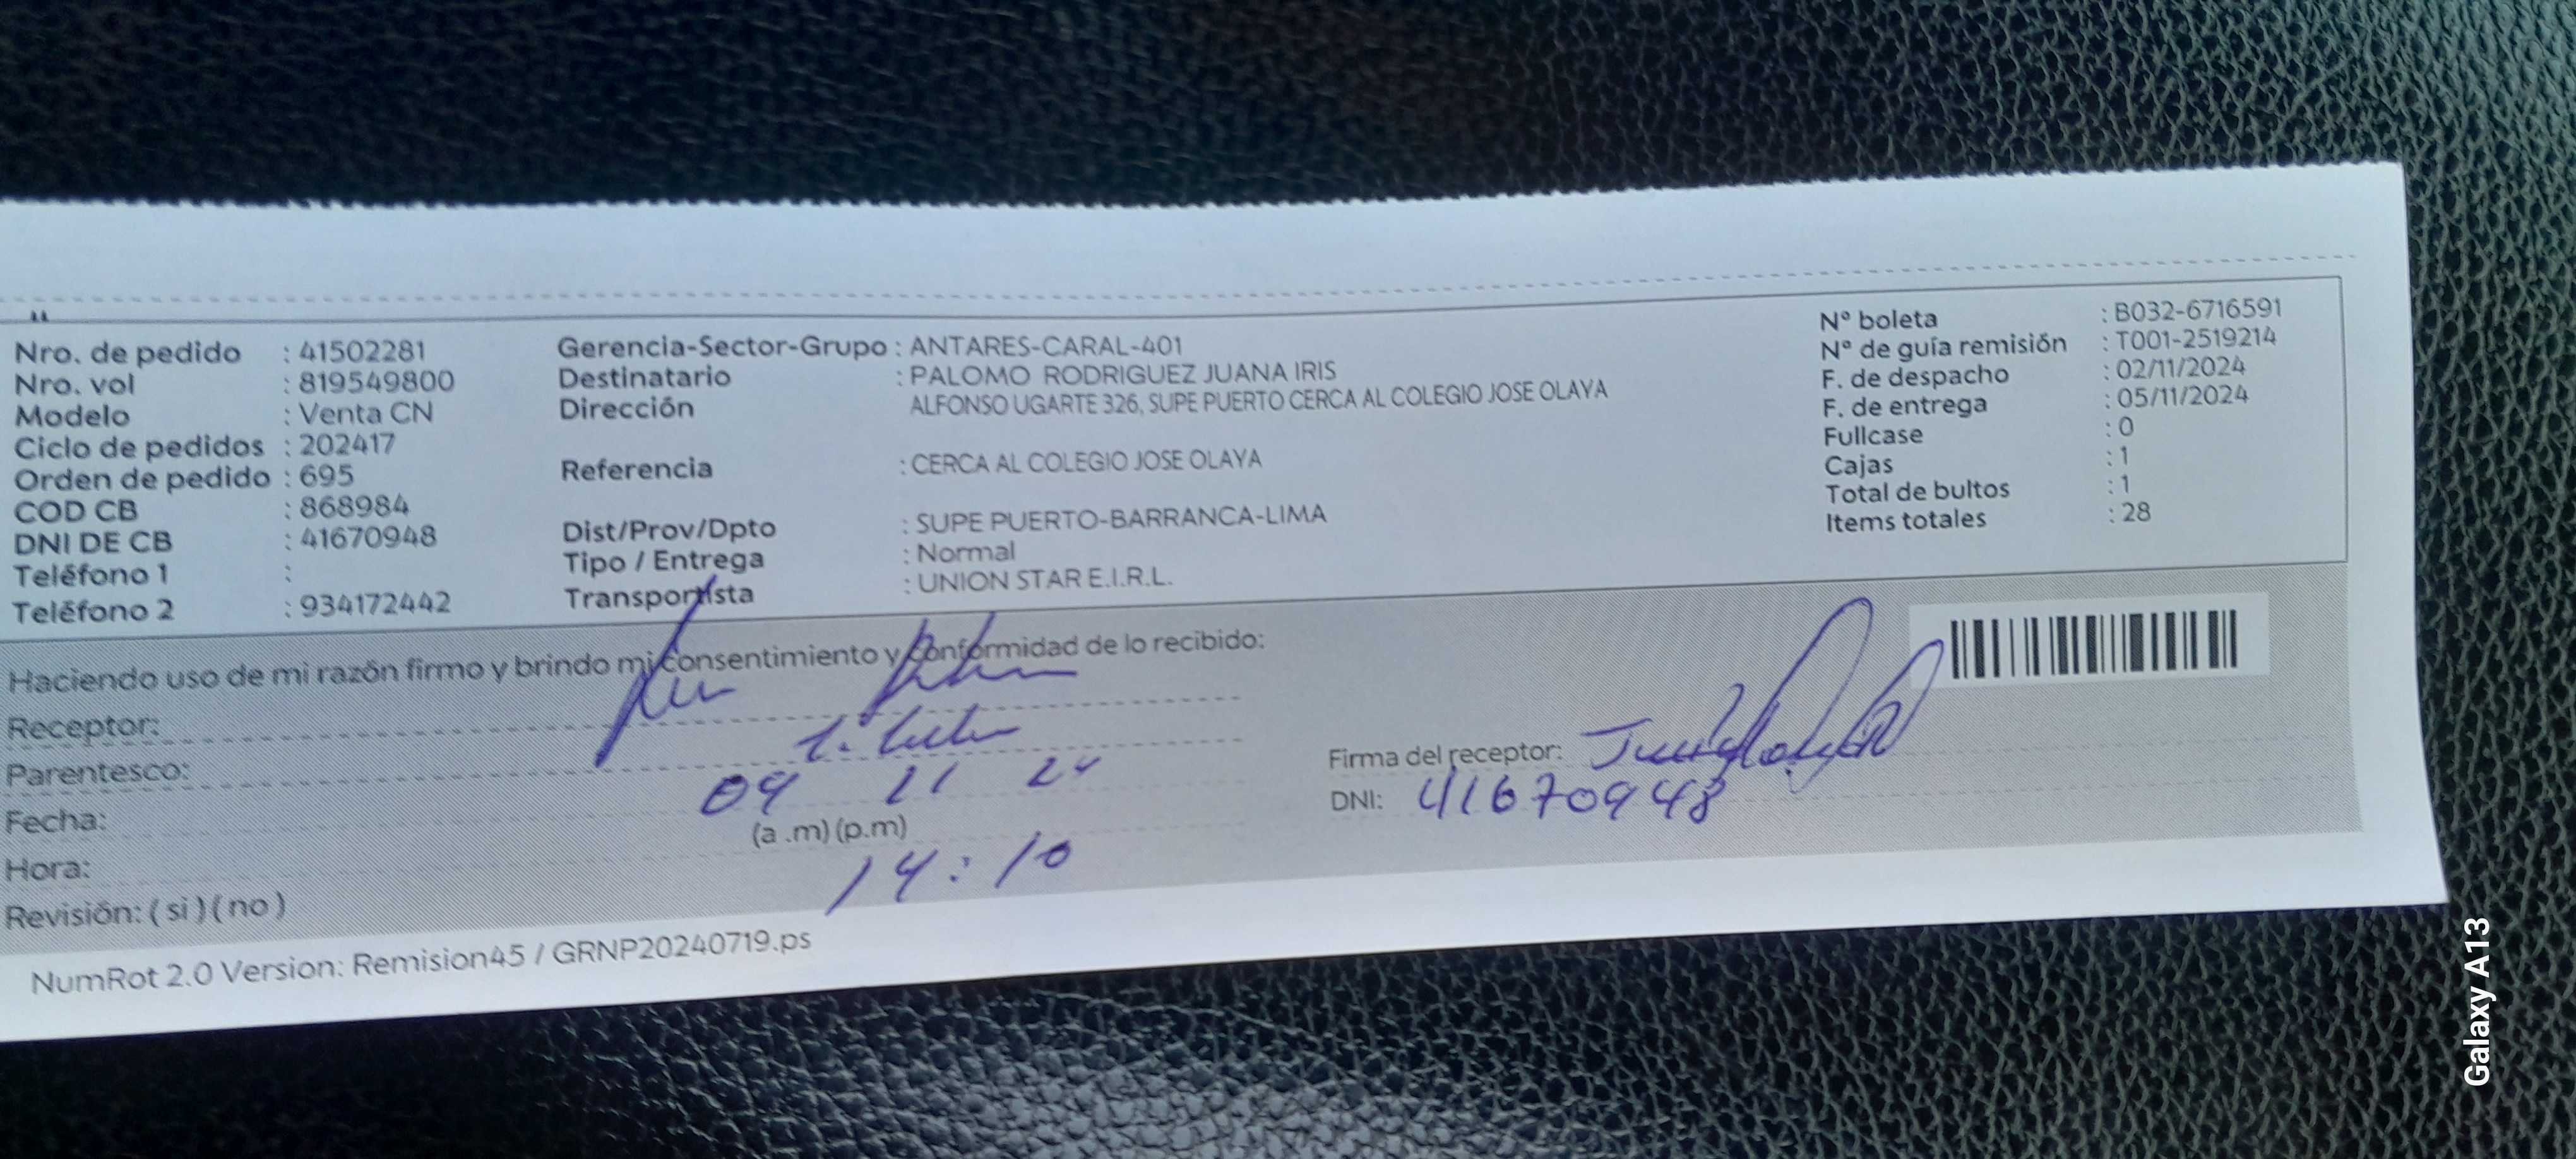 Nro. de pedido : 41502281
Nro. vol : 819549800
Modelo : Venta CN
Ciclo de pedidos : 202417
Orden de pedido : 695
COD CB : 868984
DNI DE CB : 41670948
Teléfono 1 :
Teléfono 2 : 934172442
Gerencia-Sector-Grupo : ANTARES-CARAL-401
Destinatario : PALOMO RODRIGUEZ JUANA IRIS
Dirección ALFONSO UGARTE 326, SUPE PUERTO CERCA AL COLEGIO JOSE OLAYA
Referencia : CERCA AL COLEGIO JOSE OLAYA
Dist/Prov/Dpto : SUPE PUERTO-BARRANCA-LIMA
Tipo / Entrega : Normal
Transportista : UNION STAR E.I.R.L.
N° boleta : B032-6716591
N° de guía remisión : T001-2519214
F. de despacho : 02/11/2024
F. de entrega : 05/11/2024
Fullcase : 0
Cajas : 1
Total de bultos : 1
Items totales : 28
Haciendo uso de mi razón firmo y brindo mi consentimiento y conformidad de lo recibido:
Receptor:
Parentesco:
Fecha: 04 11 24
Hora: (a .m) (p.m)
14:10
Revisión: ( si ) ( no )
Firma del receptor:
DNI: 41670948
NumRot 2.0 Version: Remision45 / GRNP20240719.ps
Galaxy A13